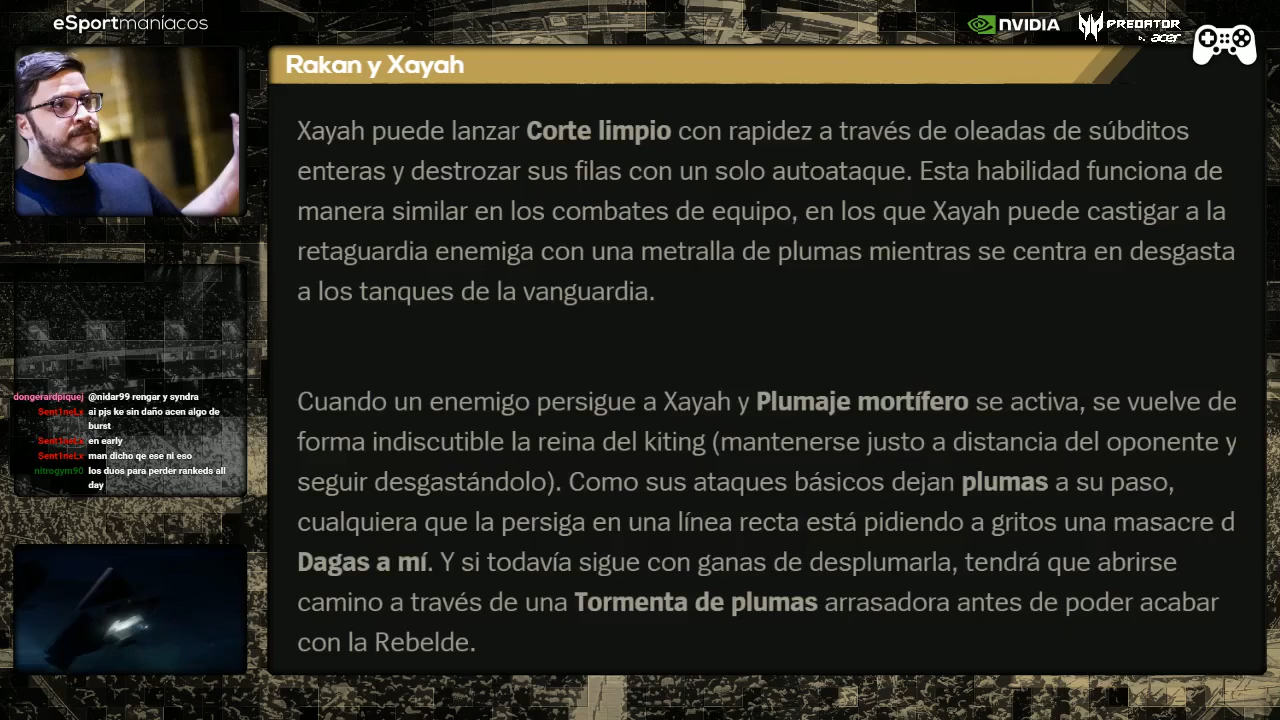 eSportmaníacos
NVIDIA
PREDATOR
acer
Rakan y Xayah
Xayah puede lanzar Corte limpio con rapidez a través de oleadas de súbditos
enteras y destrozar sus filas con un solo autoataque. Esta habilidad funciona de
manera similar en los combates de equipo, en los que Xayah puede castigar a la
retaguardia enemiga con una metralla de plumas mientras se centra en desgasta
a los tanques de la vanguardia.
Cuando un enemigo persigue a Xayah y Plumaje mortífero se activa, se vuelve de
forma indiscutible la reina del kiting (mantenerse justo a distancia del oponente y
seguir desgastándolo). Como sus ataques básicos dejan plumas a su paso,
cualquiera que la persiga en una línea recta está pidiendo a gritos una masacre d
Dagas a mí. Y si todavía sigue con ganas de desplumarla, tendrá que abrirse
camino a través de una Tormenta de plumas arrasadora antes de poder acabar
con la Rebelde.
dongerardpiquej @nidar99 rengar y syndra
Sent1neLx ai pjs ke sin daño acen algo de
burst
Sent1neLx en early
Sent1neLx man dicho qe ese ni eso
nitrogym90 los duos para perder rankeds all
day